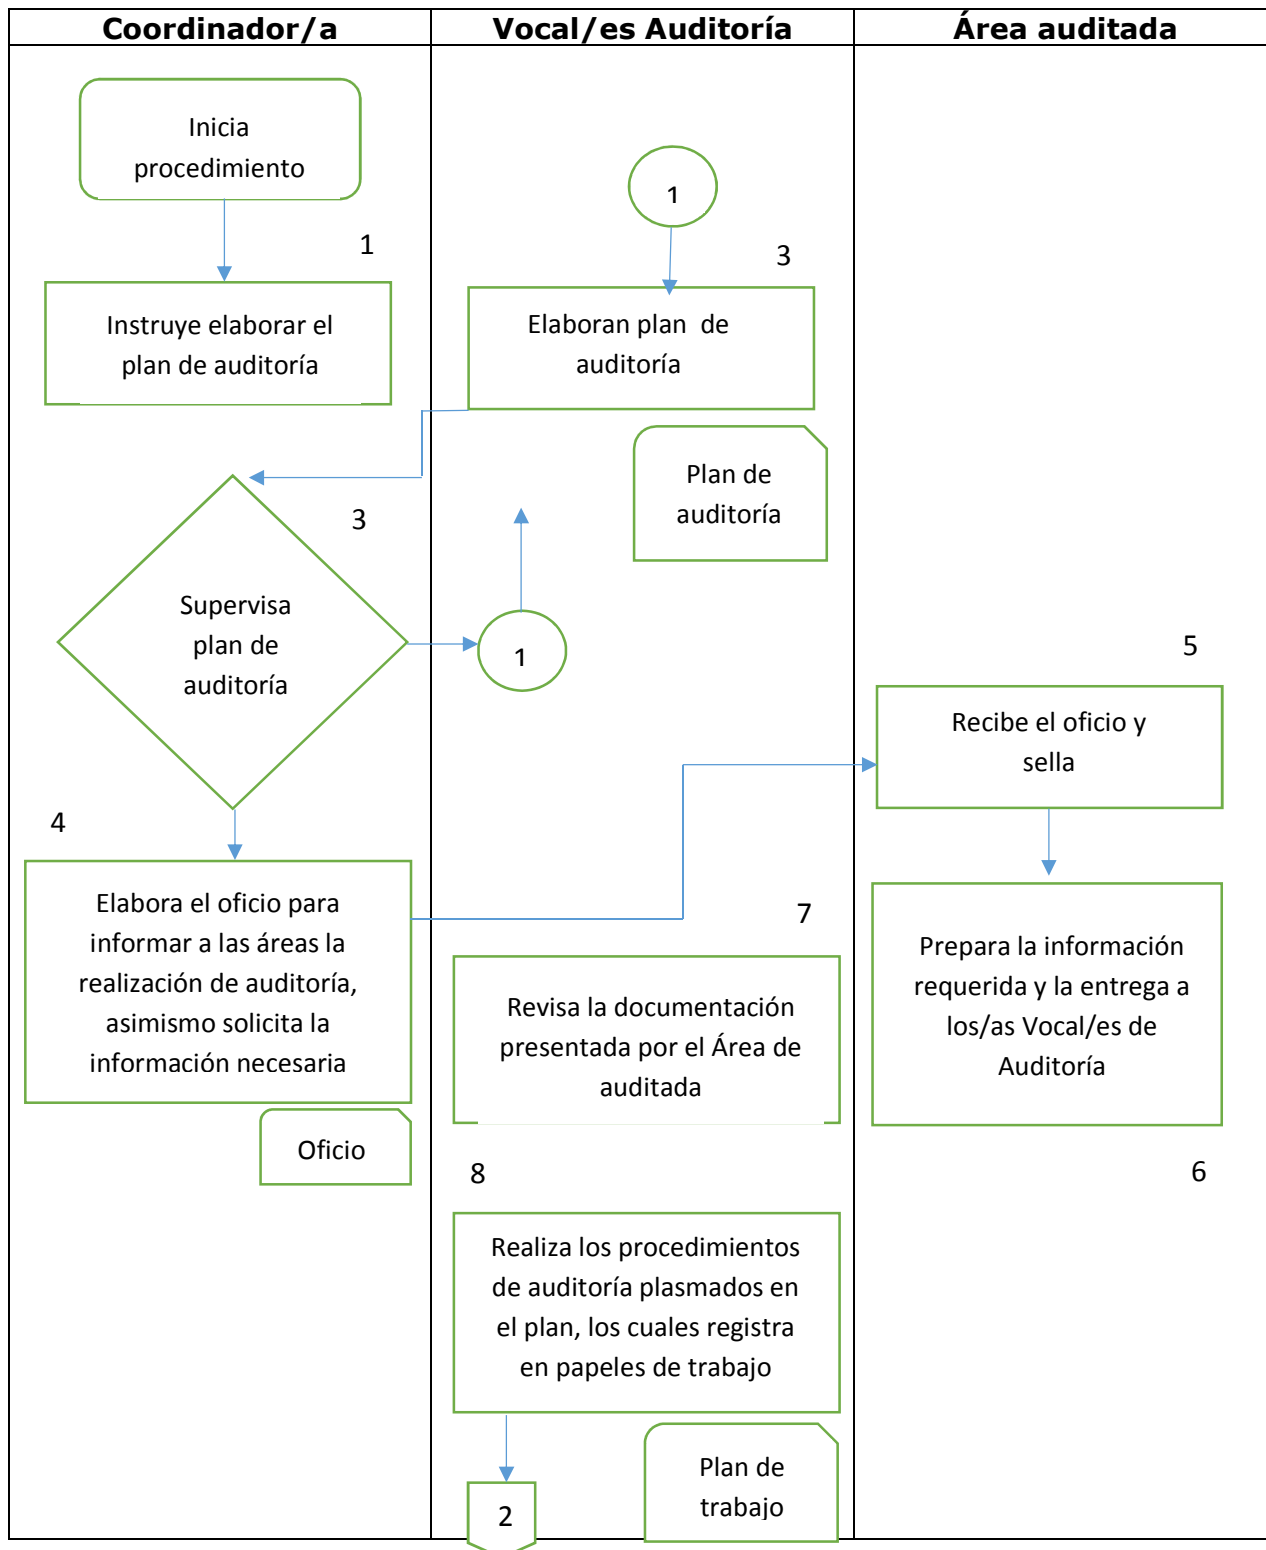 Coordinador/a
Vocal/es Auditoría
Área auditada
Inicia
procedimiento
1
Instruye elaborar el
plan de auditoría
1
3
Elaboran plan de
auditoría
Plan de
auditoría
3
Supervisa
plan de
auditoría
1
4
Elabora el oficio para
informar a las áreas la
realización de auditoría,
asimismo solicita la
información necesaria
Oficio
5
Recibe el oficio y
sella
Prepara la información
requerida y la entrega a
los/as Vocal/es de
Auditoría
6
7
Revisa la documentación
presentada por el Área de
auditada
8
Realiza los procedimientos
de auditoría plasmados en
el plan, los cuales registra
en papeles de trabajo
Plan de
trabajo
2